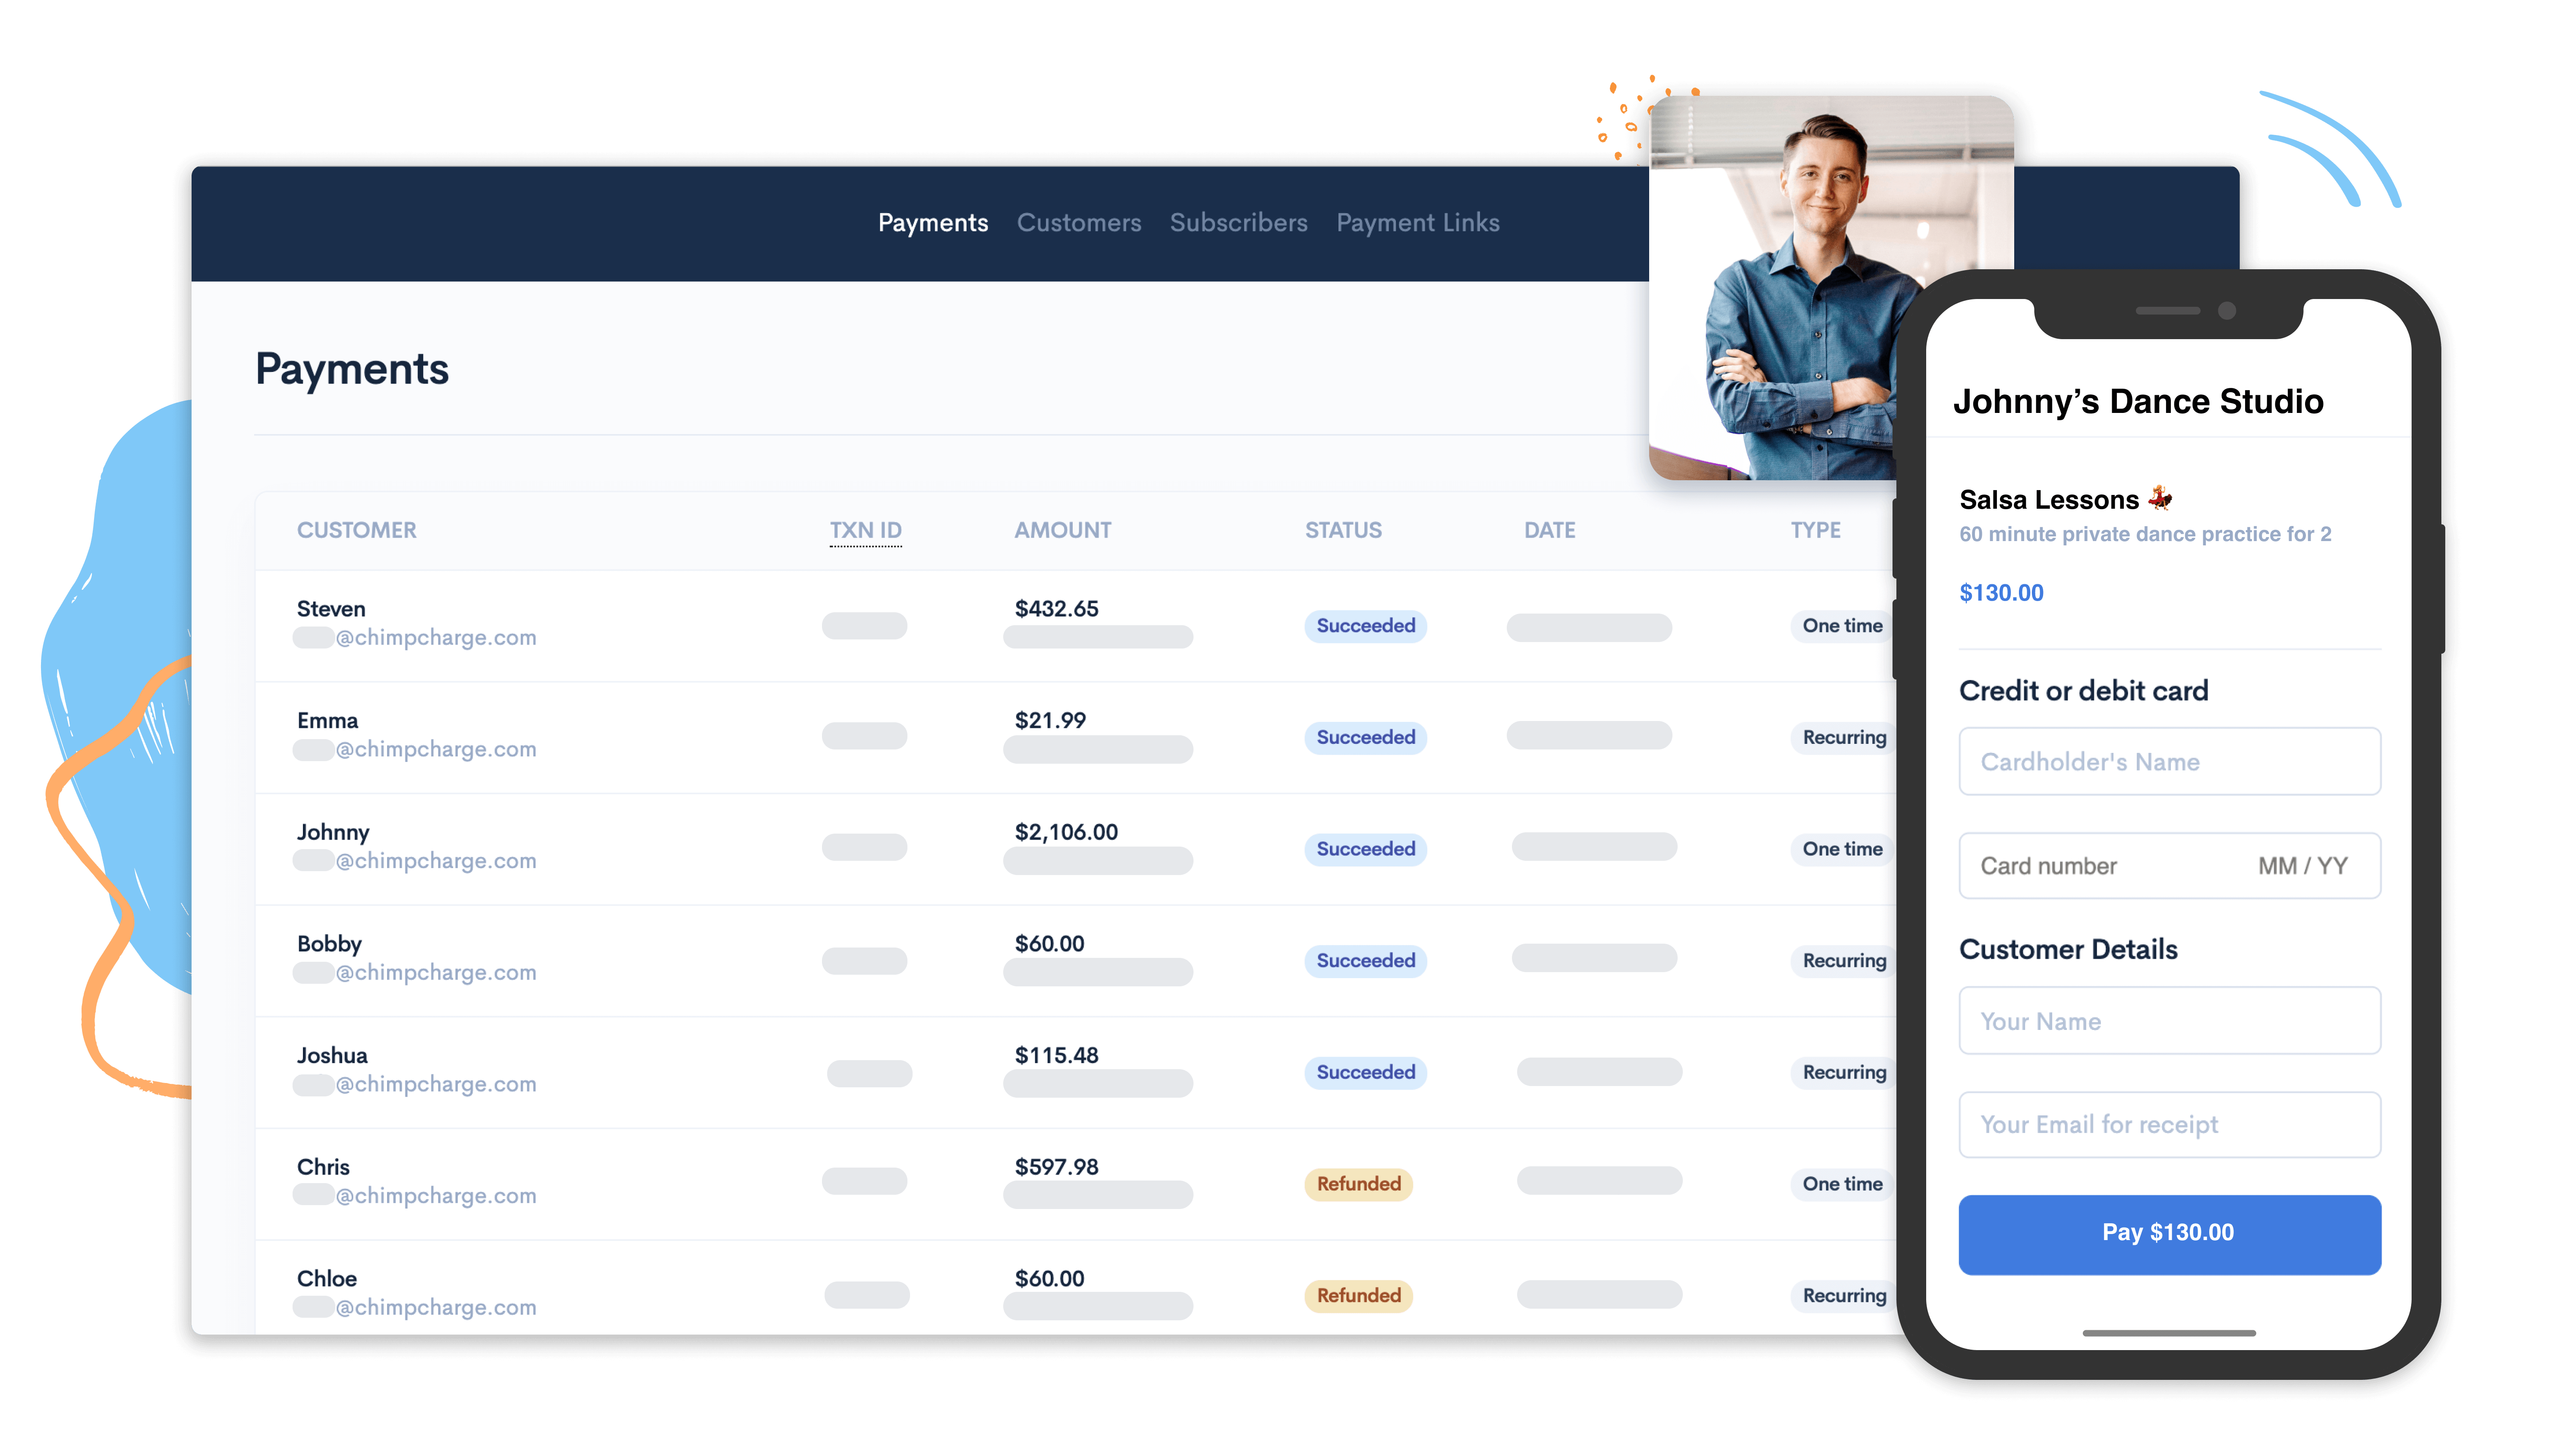 Payments Customers Subscribers Payment Links
Payments
CUSTOMER TXN ID AMOUNT STATUS DATE TYPE
Steven $432.65
@chimpcharge.com Succeeded One time
Emma $21.99
@chimpcharge.com Succeeded Recurring
Johnny $2,106.00
@chimpcharge.com Succeeded One time
Bobby $60.00
@chimpcharge.com Succeeded Recurring
Joshua $115.48
@chimpcharge.com Succeeded Recurring
Chris $597.98
@chimpcharge.com Refunded One time
Chloe $60.00
@chimpcharge.com Refunded Recurring
Johnny’s Dance Studio
Salsa Lessons 💃
60 minute private dance practice for 2
$130.00
Credit or debit card
Cardholder's Name
Card number MM / YY
Customer Details
Your Name
Your Email for receipt
Pay $130.00